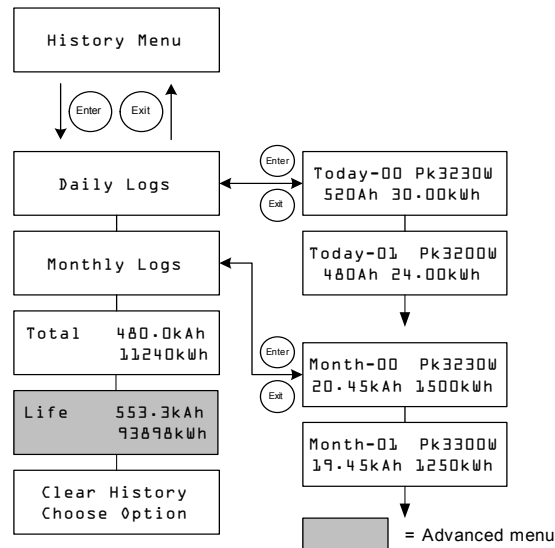 History Menu
Enter
Exit
Daily Logs
Monthly Logs
Total 480.0kAh
11240kWh
Life 553.3kAh
93898kWh
Clear History
Choose Option
Enter
Exit
Today-00 Pk3230W
520Ah 30.00kWh
Today-01 Pk3200W
480Ah 24.00kWh
Enter
Exit
Month-00 Pk3230W
20.45kAh 1500kWh
Month-01 Pk3300W
19.45kAh 1250kWh
= Advanced menu